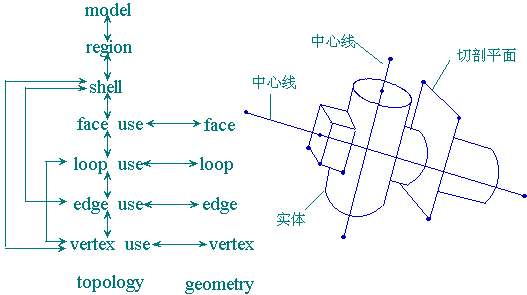 model
region
shell
face use face
loop use loop
edge use edge
vertex use vertex
topology geometry
中心线
切剖平面
中心线
实体